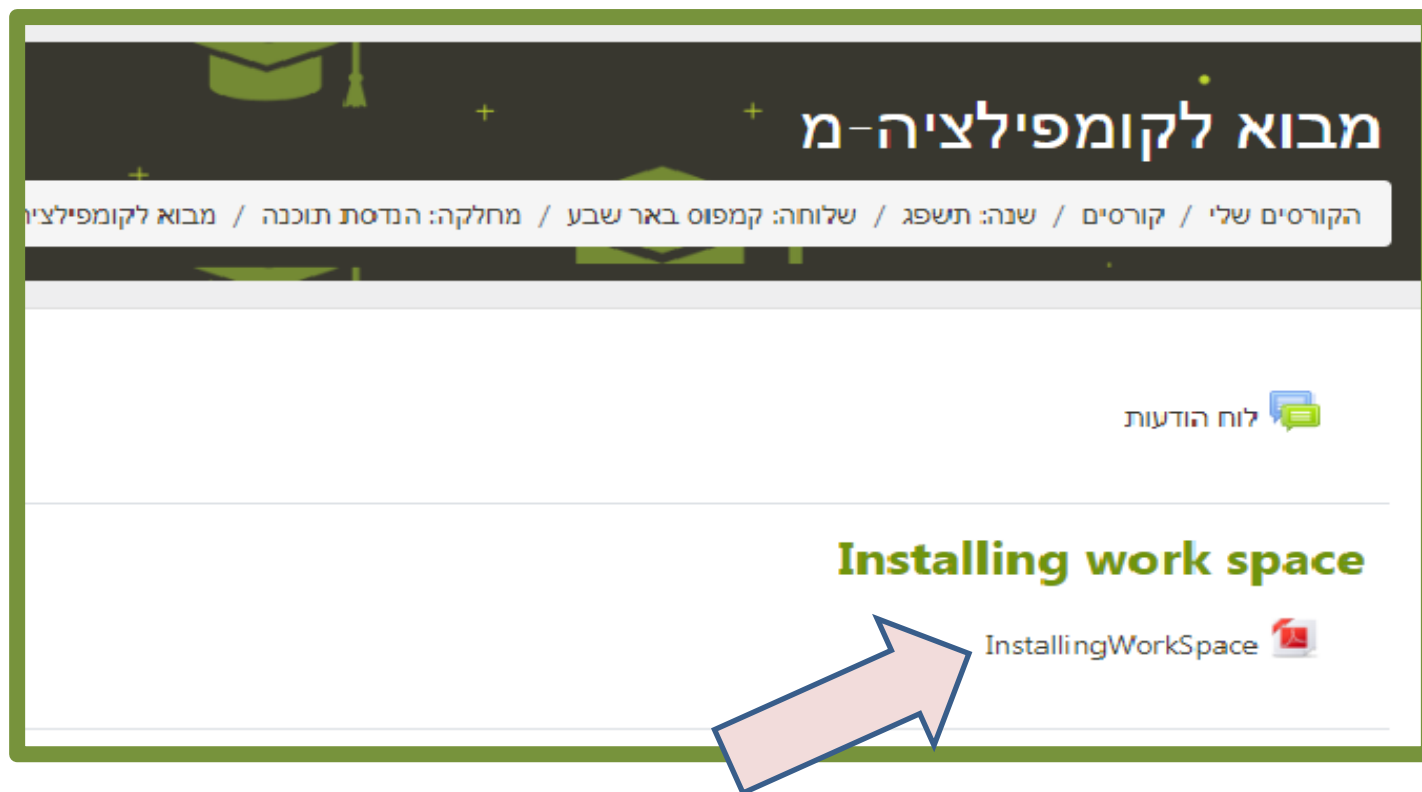 מבוא לקומפילציה-מ
הקורסים שלי / קורסים / שנה: תשפג / שלוחה: קמפוס באר שבע / מחלקה: הנדסת תוכנה / מבוא לקומפילציה
לוח הודעות
Installing work space
InstallingWorkSpace